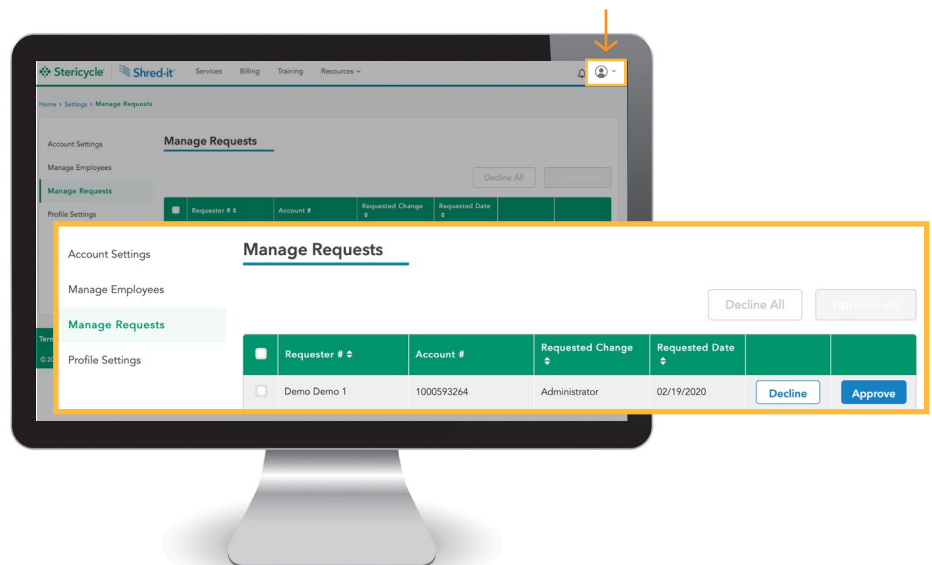 Stericycle Shred-it Services Billing Training Resources
Home > Settings > Manage Requests
Account Settings
Manage Employees
Manage Requests
Profile Settings
Manage Requests
Decline All
Requester # Account # Requested Change Requested Date
Account Settings
Manage Employees
Manage Requests
Profile Settings
Manage Requests
Decline All Approve All
Requester # Account # Requested Change Requested Date
Demo Demo 1 1000593264 Administrator 02/19/2020 Decline Approve